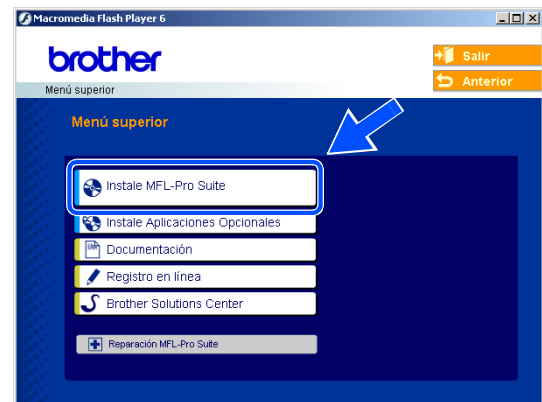 Macromedia Flash Player 6
brother
Salir
Anterior
Menú superior
Menú superior
Instale MFL-Pro Suite
Instale Aplicaciones Opcionales
Documentación
Registro en línea
Brother Solutions Center
Reparación MFL-Pro Suite